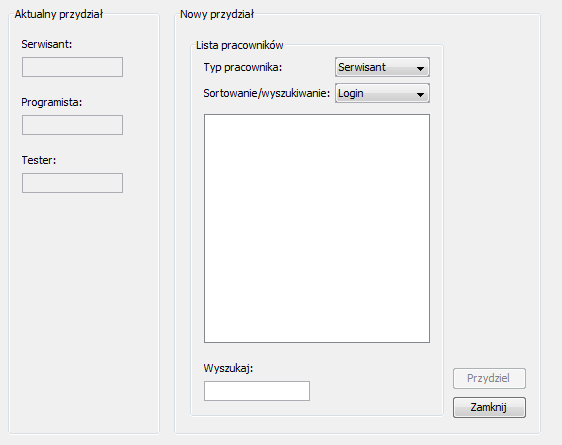 Aktualny przydział
Serwisant:
Programista:
Tester:
Nowy przydział
Lista pracowników
Typ pracownika: Serwisant
Sortowanie/wyszukiwanie: Login
Wyszukaj:
Przydziel
Zamknij